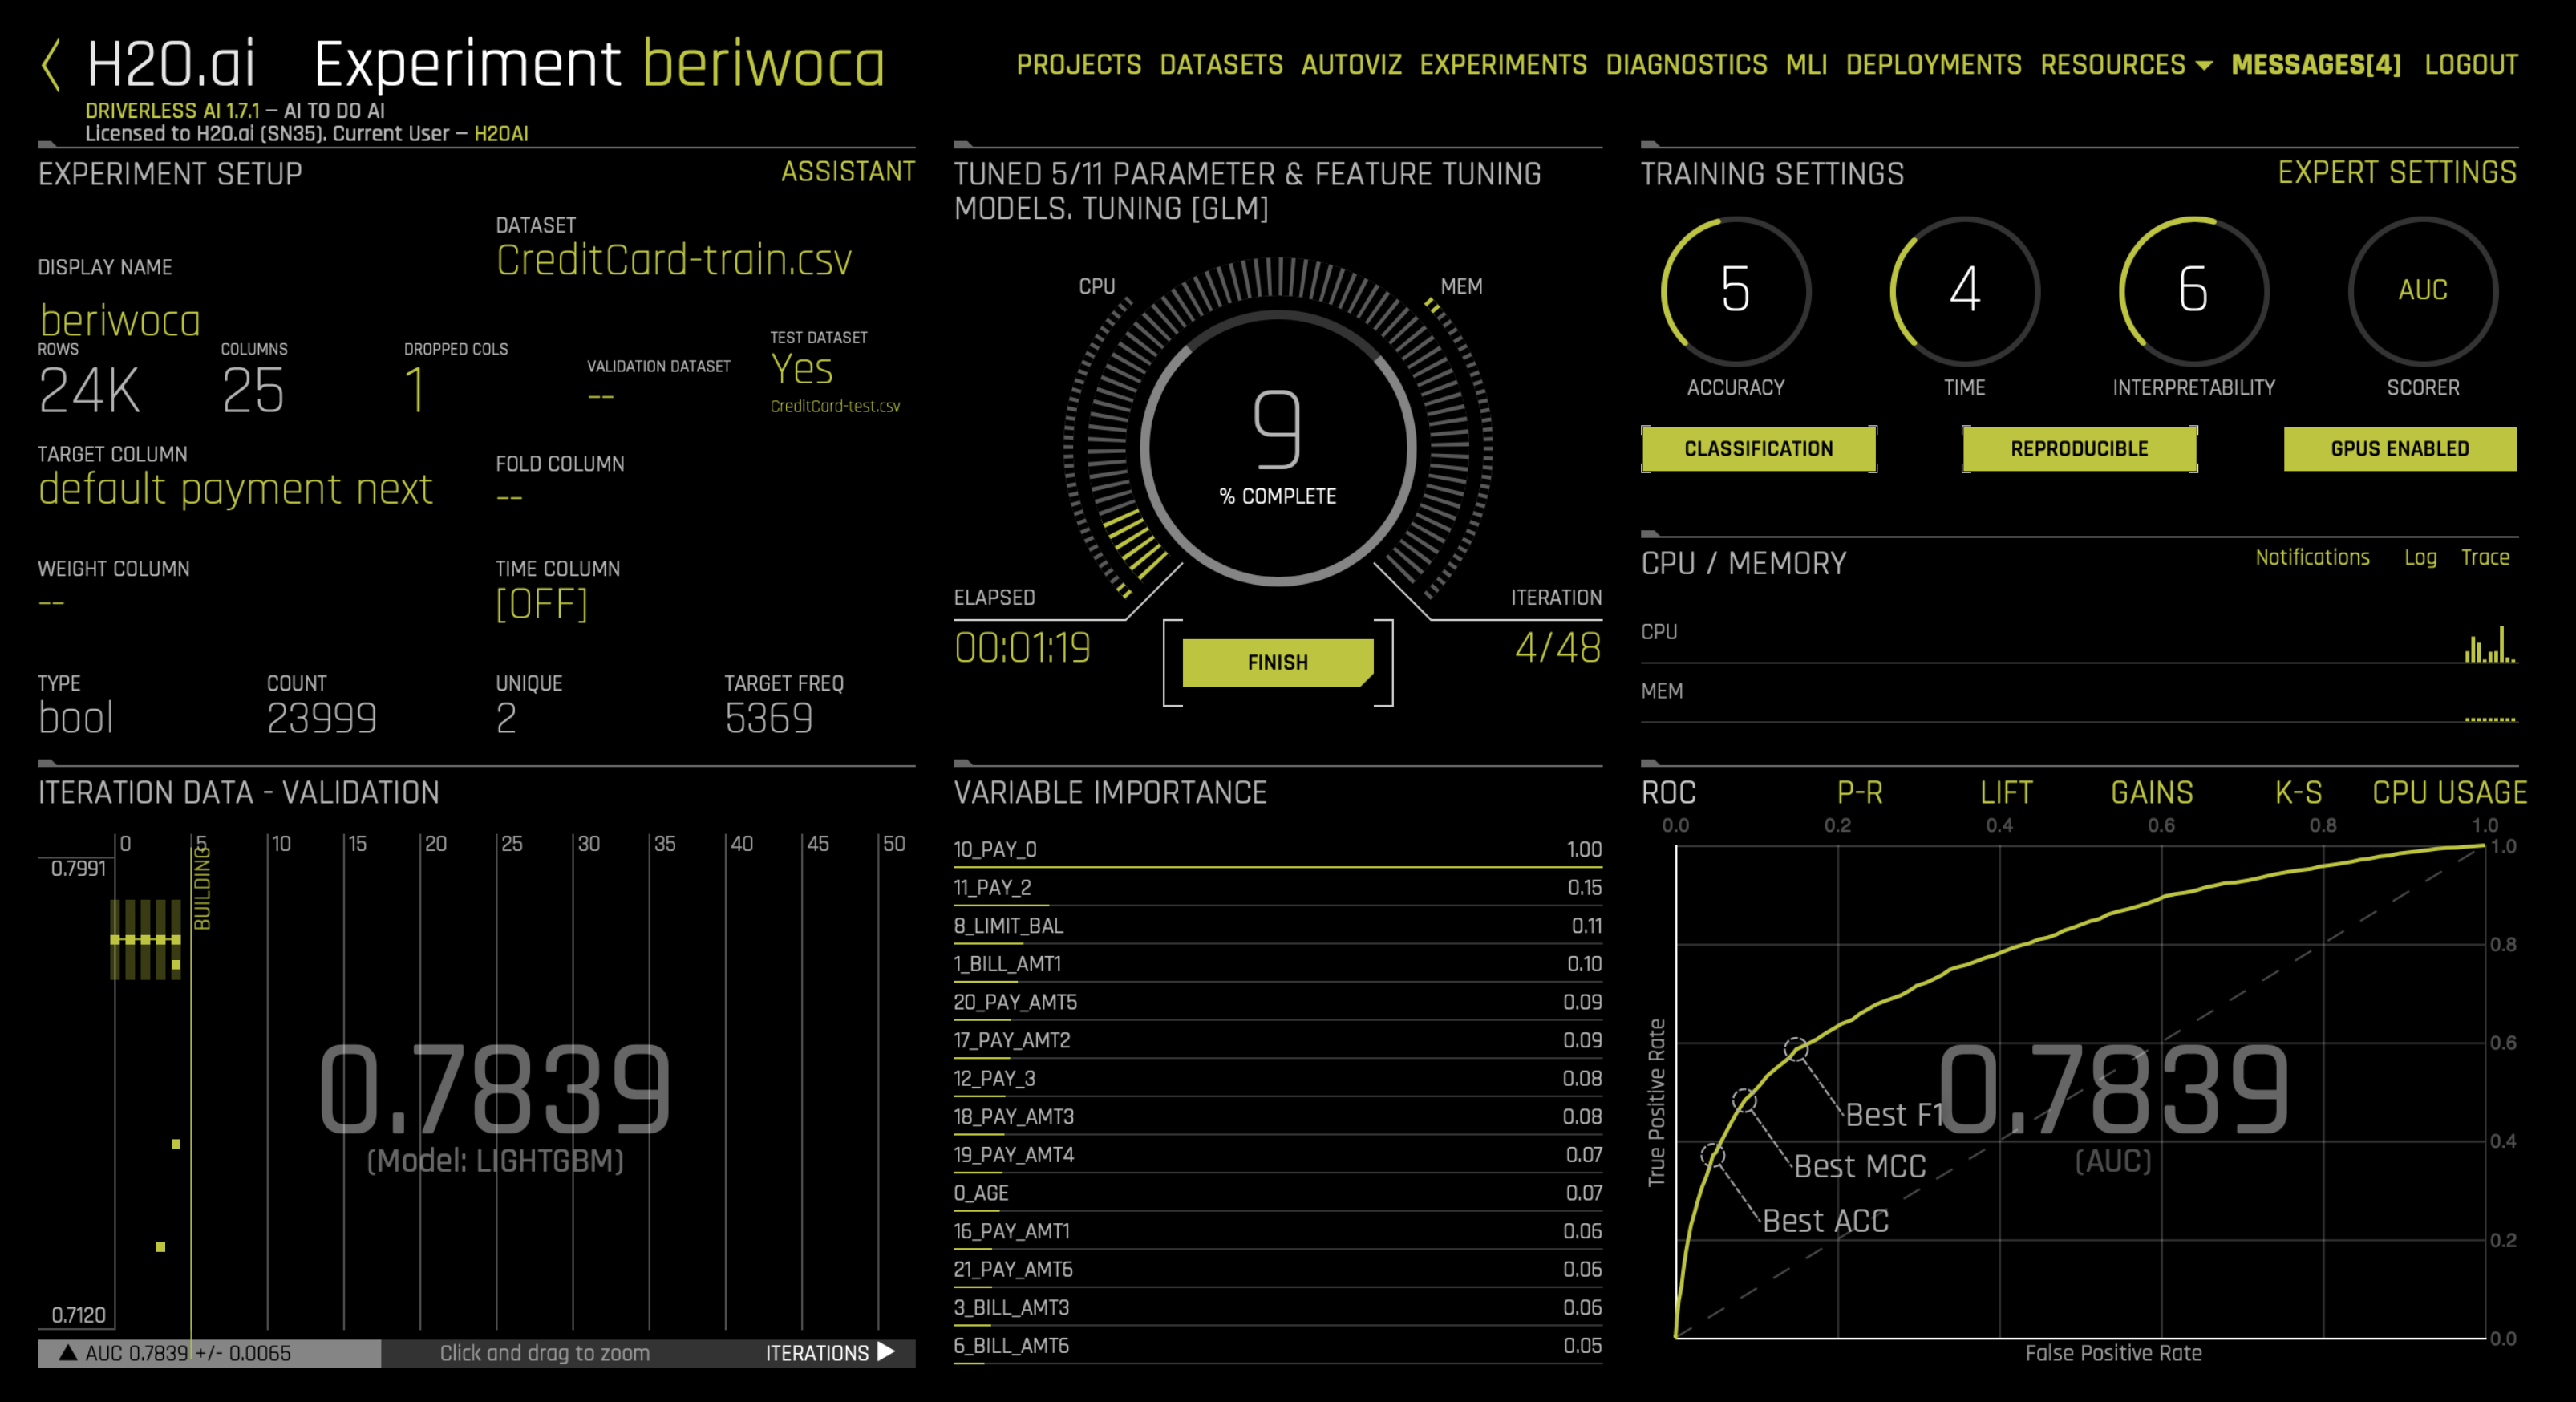 H2O.ai Experiment beriwoca
DRIVERLESS AI 1.7.1 — AI TO DO AI
Licensed to H2O.ai (SN35). Current User — H2OAI
PROJECTS DATASETS AUTOVIZ EXPERIMENTS DIAGNOSTICS MLI DEPLOYMENTS RESOURCES MESSAGES[4] LOGOUT
EXPERIMENT SETUP
ASSISTANT
DISPLAY NAME
beriwoca
DATASET
CreditCard-train.csv
ROWS
24K
COLUMNS
25
DROPPED COLS
1
VALIDATION DATASET
--
TEST DATASET
Yes
CreditCard-test.csv
TARGET COLUMN
default payment next
FOLD COLUMN
--
WEIGHT COLUMN
--
TIME COLUMN
[OFF]
TYPE
bool
COUNT
23999
UNIQUE
2
TARGET FREQ
5369
TUNED 5/11 PARAMETER & FEATURE TUNING
MODELS. TUNING [GLM]
CPU
MEM
9
% COMPLETE
ELAPSED
00:01:19
FINISH
ITERATION
4/48
TRAINING SETTINGS
EXPERT SETTINGS
5
ACCURACY
4
TIME
6
INTERPRETABILITY
AUC
SCORER
CLASSIFICATION
REPRODUCIBLE
GPUS ENABLED
CPU / MEMORY
Notifications Log Trace
CPU
MEM
ITERATION DATA - VALIDATION
0 5 10 15 20 25 30 35 40 45 50
0.7991
BUILDING
0.7839
(Model: LIGHTGBM)
0.7120
AUC 0.7839 +/- 0.0065
Click and drag to zoom
ITERATIONS
VARIABLE IMPORTANCE
10_PAY_0 1.00
11_PAY_2 0.15
8_LIMIT_BAL 0.11
1_BILL_AMT1 0.10
20_PAY_AMT5 0.09
17_PAY_AMT2 0.09
12_PAY_3 0.08
18_PAY_AMT3 0.08
19_PAY_AMT4 0.07
0_AGE 0.07
16_PAY_AMT1 0.06
21_PAY_AMT6 0.06
3_BILL_AMT3 0.06
6_BILL_AMT6 0.05
ROC P-R LIFT GAINS K-S CPU USAGE
0.0 0.2 0.4 0.6 0.8 1.0
1.0
0.8
0.6
0.4
0.2
0.0
True Positive Rate
Best F1
Best MCC
Best ACC
0.7839
(AUC)
False Positive Rate